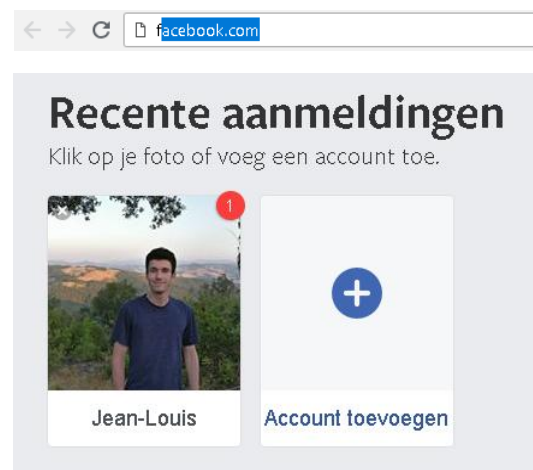 facebook.com
Recente aanmeldingen
Klik op je foto of voeg een account toe.
1
Jean-Louis
Account toevoegen